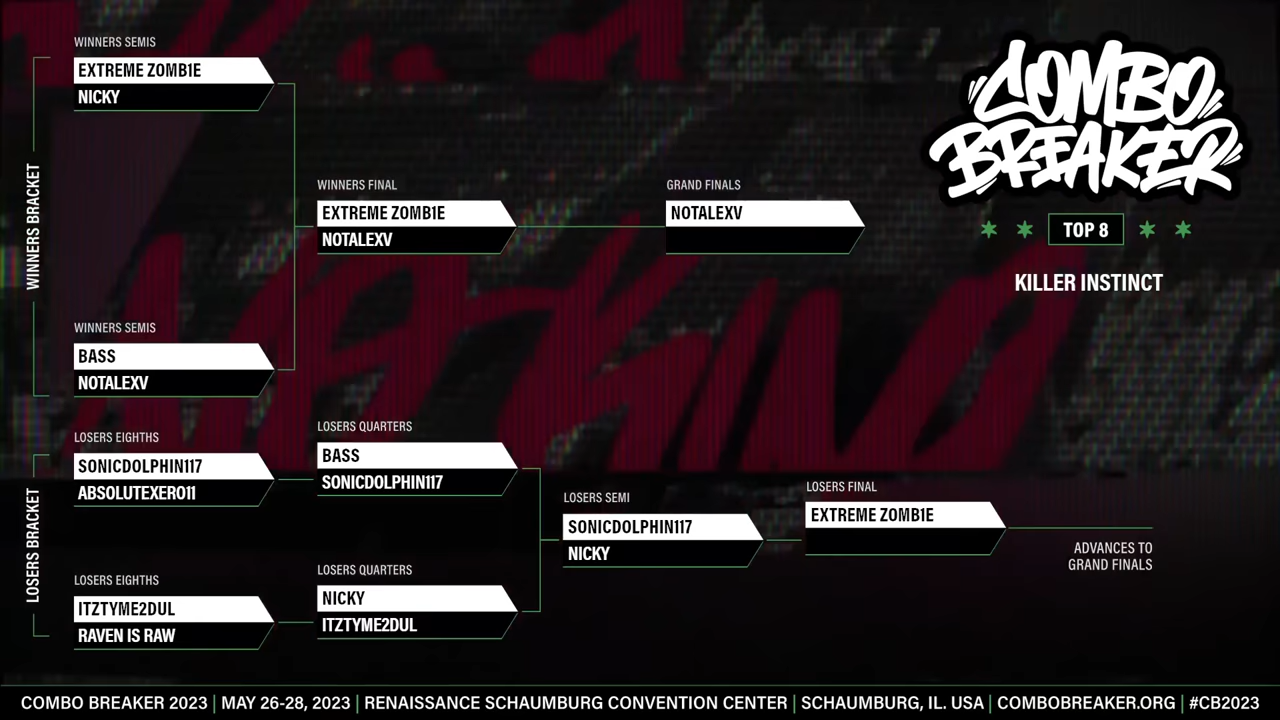 COMBO
BREAKER
TOP 8
KILLER INSTINCT
WINNERS BRACKET
WINNERS SEMIS
EXTREME ZOMB1E
NICKY
WINNERS SEMIS
BASS
NOTALEXV
WINNERS FINAL
EXTREME ZOMB1E
NOTALEXV
GRAND FINALS
NOTALEXV
LOSERS BRACKET
LOSERS EIGHTHS
SONICDOLPHIN117
ABSOLUTEXERO11
LOSERS EIGHTHS
ITZTYME2DUL
RAVEN IS RAW
LOSERS QUARTERS
BASS
SONICDOLPHIN117
LOSERS QUARTERS
NICKY
ITZTYME2DUL
LOSERS SEMI
SONICDOLPHIN117
NICKY
LOSERS FINAL
EXTREME ZOMB1E
ADVANCES TO
GRAND FINALS
COMBO BREAKER 2023 | MAY 26-28, 2023 | RENAISSANCE SCHAUMBURG CONVENTION CENTER | SCHAUMBURG, IL. USA | COMBOBREAKER.ORG | #CB2023